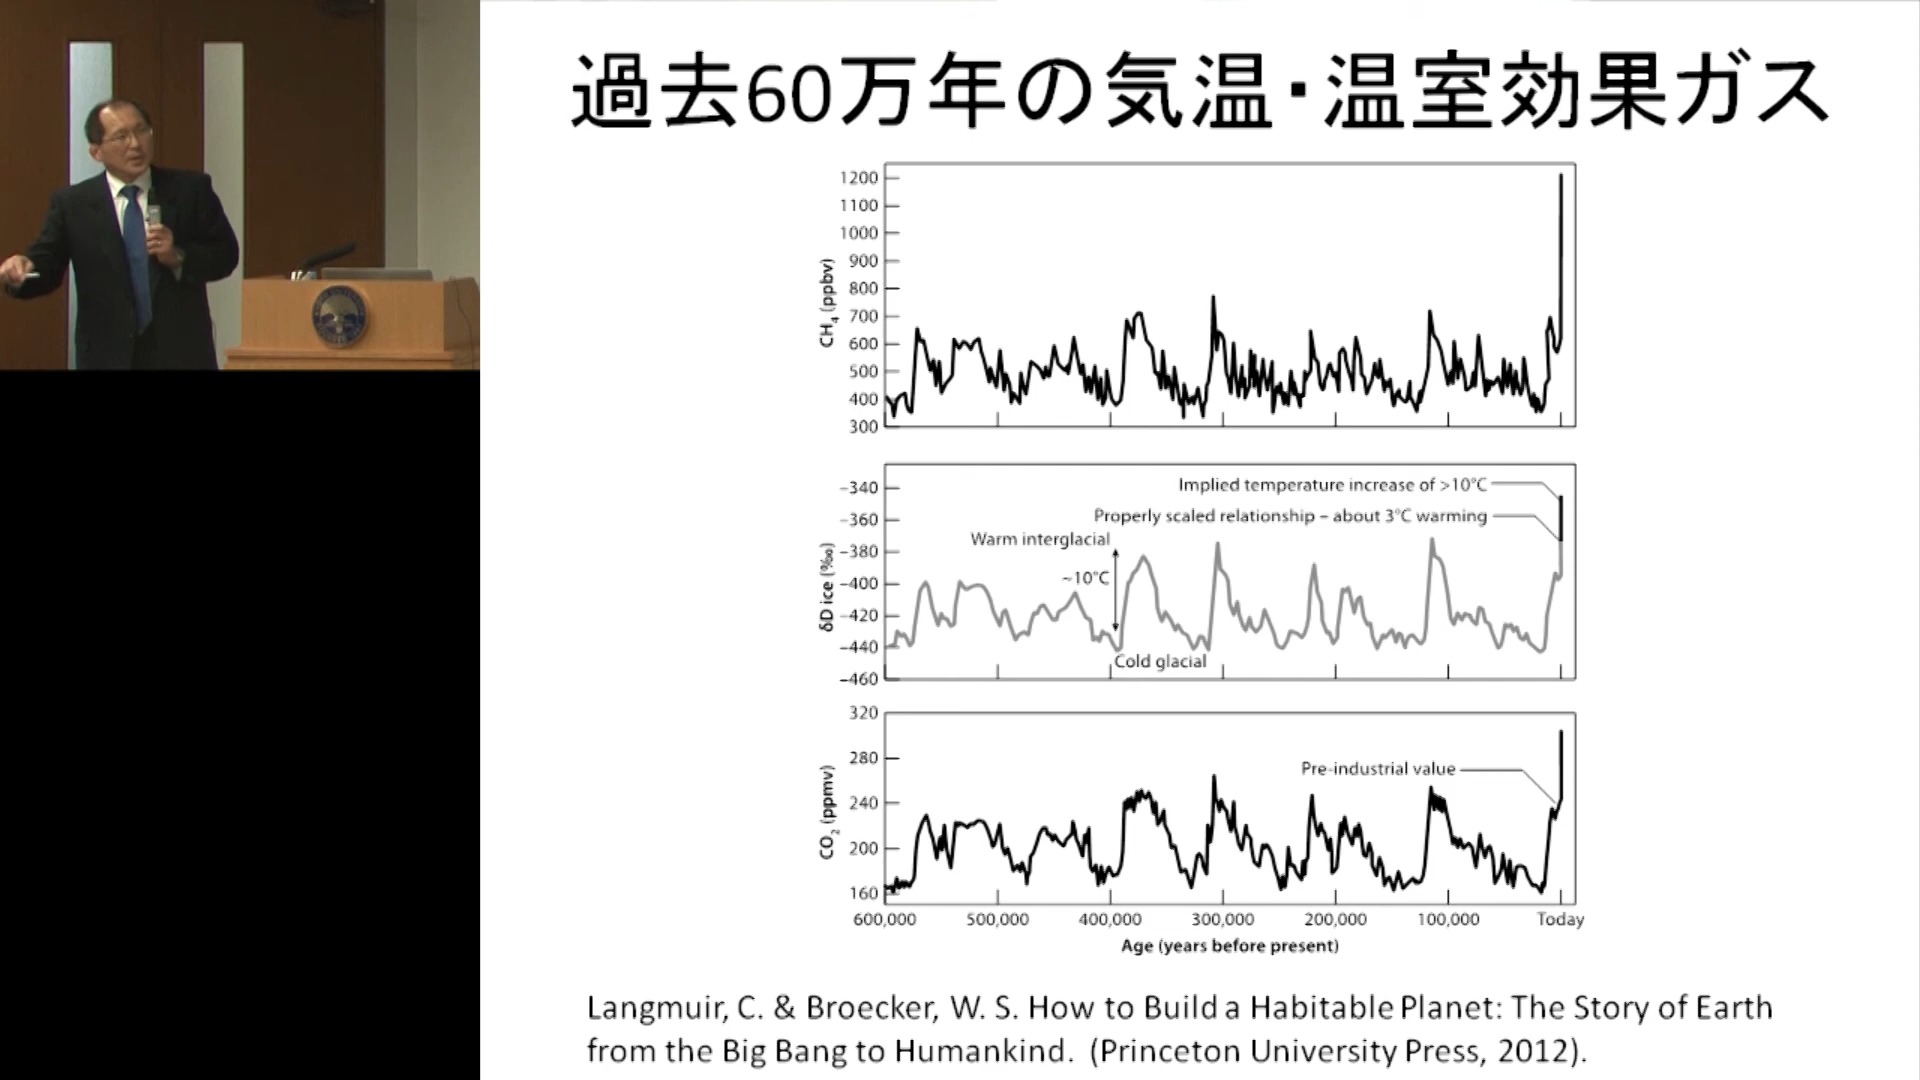 過去60万年の気温・温室効果ガス
1200
1100
1000
900
800
700
600
500
400
300
CH4 (ppbv)
Implied temperature increase of >10°C
Properly scaled relationship – about 3°C warming
Warm interglacial
~10°C
Cold glacial
–340
–360
–380
–400
–420
–440
–460
δD ice (‰)
320
280
240
200
160
CO2 (ppmv)
Pre-industrial value
600,000 500,000 400,000 300,000 200,000 100,000 Today
Age (years before present)
Langmuir, C. & Broecker, W. S. How to Build a Habitable Planet: The Story of Earth
from the Big Bang to Humankind. (Princeton University Press, 2012).